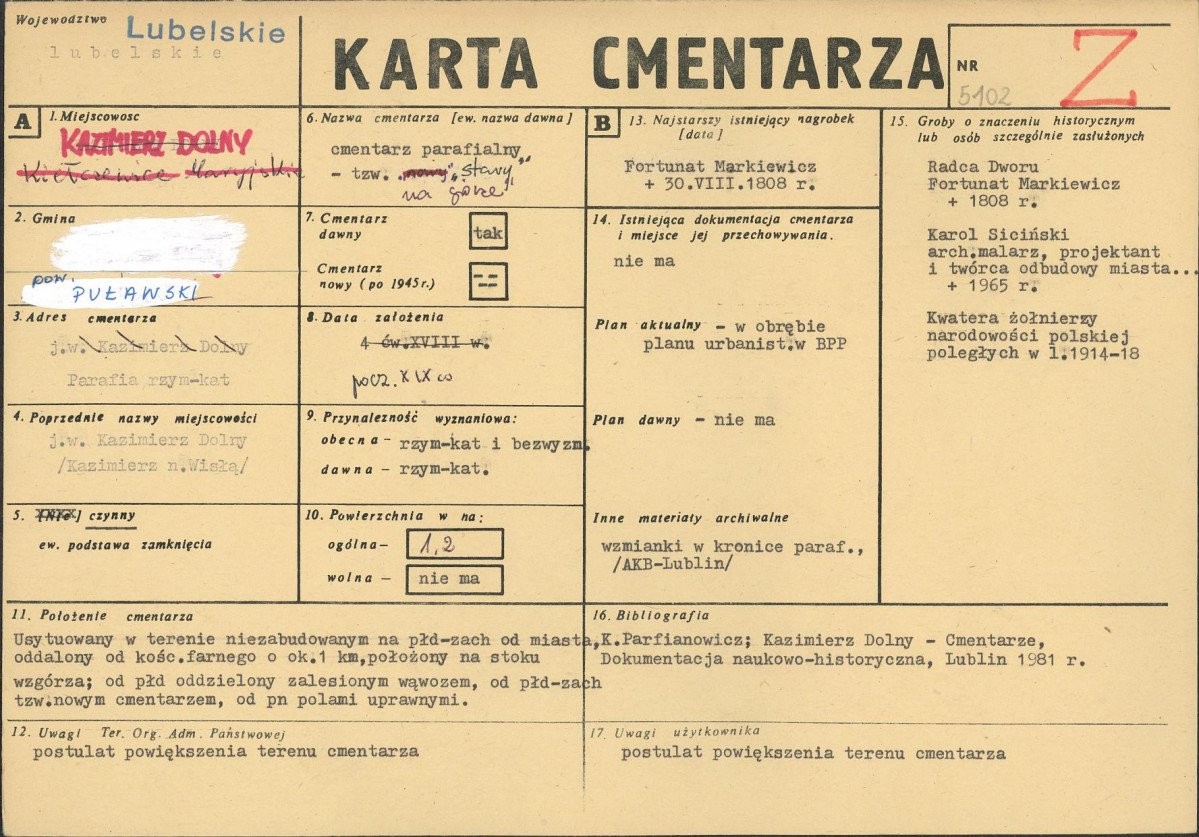 Województwo
Lubelskie
lubelskie
KARTA CMENTARZA
NR
5102
Z
A
1. Miejscowosc
KAZIMIERZ DOLNY
Kiełczewice Maryjskie
2. Gmina
pow.
PUŁAWSKI
3. Adres cmentarza
j.w. Kazimierz Dolny
Parafia rzym-kat
4. Poprzednie nazwy miejscowości
j.w. Kazimierz Dolny
/Kazimierz n.Wisłą/
5. [Nie] czynny
ew. podstawa zamknięcia
6. Nazwa cmentarza [ew. nazwa dawna]
cmentarz parafialny
- tzw. „nowy" „stary"
na górze"
7. Cmentarz
dawny
tak
Cmentarz
nowy (po 1945 r.)
--
8. Data założenia
4 ćw.XVIII w.
pocz. XIX w
9. Przynalezność wyznaniowa:
obecna - rzym-kat i bezwyzn.
dawna - rzym-kat.
10. Powierzchnia w ha:
ogólna - 1,2
wolna - nie ma
B
13. Najstarszy istniejący nagrobek
[data]
Fortunat Markiewicz
+ 30.VIII.1808 r.
14. Istniejąca dokumentacja cmentarza
i miejsce jej przechowywania.
nie ma
Plan aktualny - w obrębie
planu urbanist.w BPP
Plan dawny - nie ma
Inne materiały archiwalne
wzmianki w kronice paraf.,
/AKB-Lublin/
15. Groby o znaczeniu historycznym
lub osób szczególnie zasłużonych
Radca Dworu
Fortunat Markiewicz
+ 1808 r.
Karol Siciński
arch.malarz, projektant
i twórca odbudowy miasta...
+ 1965 r.
Kwatera żołnierzy
narodowości polskiej
poległych w l.1914-18
11. Położenie cmentarza
Usytuowany w terenie niezabudowanym na płd-zach od miasta,
oddalony od kośc.farnego o ok.1 km,położony na stoku
wzgórza; od płd oddzielony zalesionym wąwozem, od płd-zach
tzw.nowym cmentarzem, od pn polami uprawnymi.
16. Bibliografia
K.Parfianowicz; Kazimierz Dolny - Cmentarze,
Dokumentacja naukowo-historyczna, Lublin 1981 r.
12. Uwagi Ter. Org. Adm. Państwowej
postulat powiększenia terenu cmentarza
17. Uwagi użytkownika
postulat powiększenia terenu cmentarza